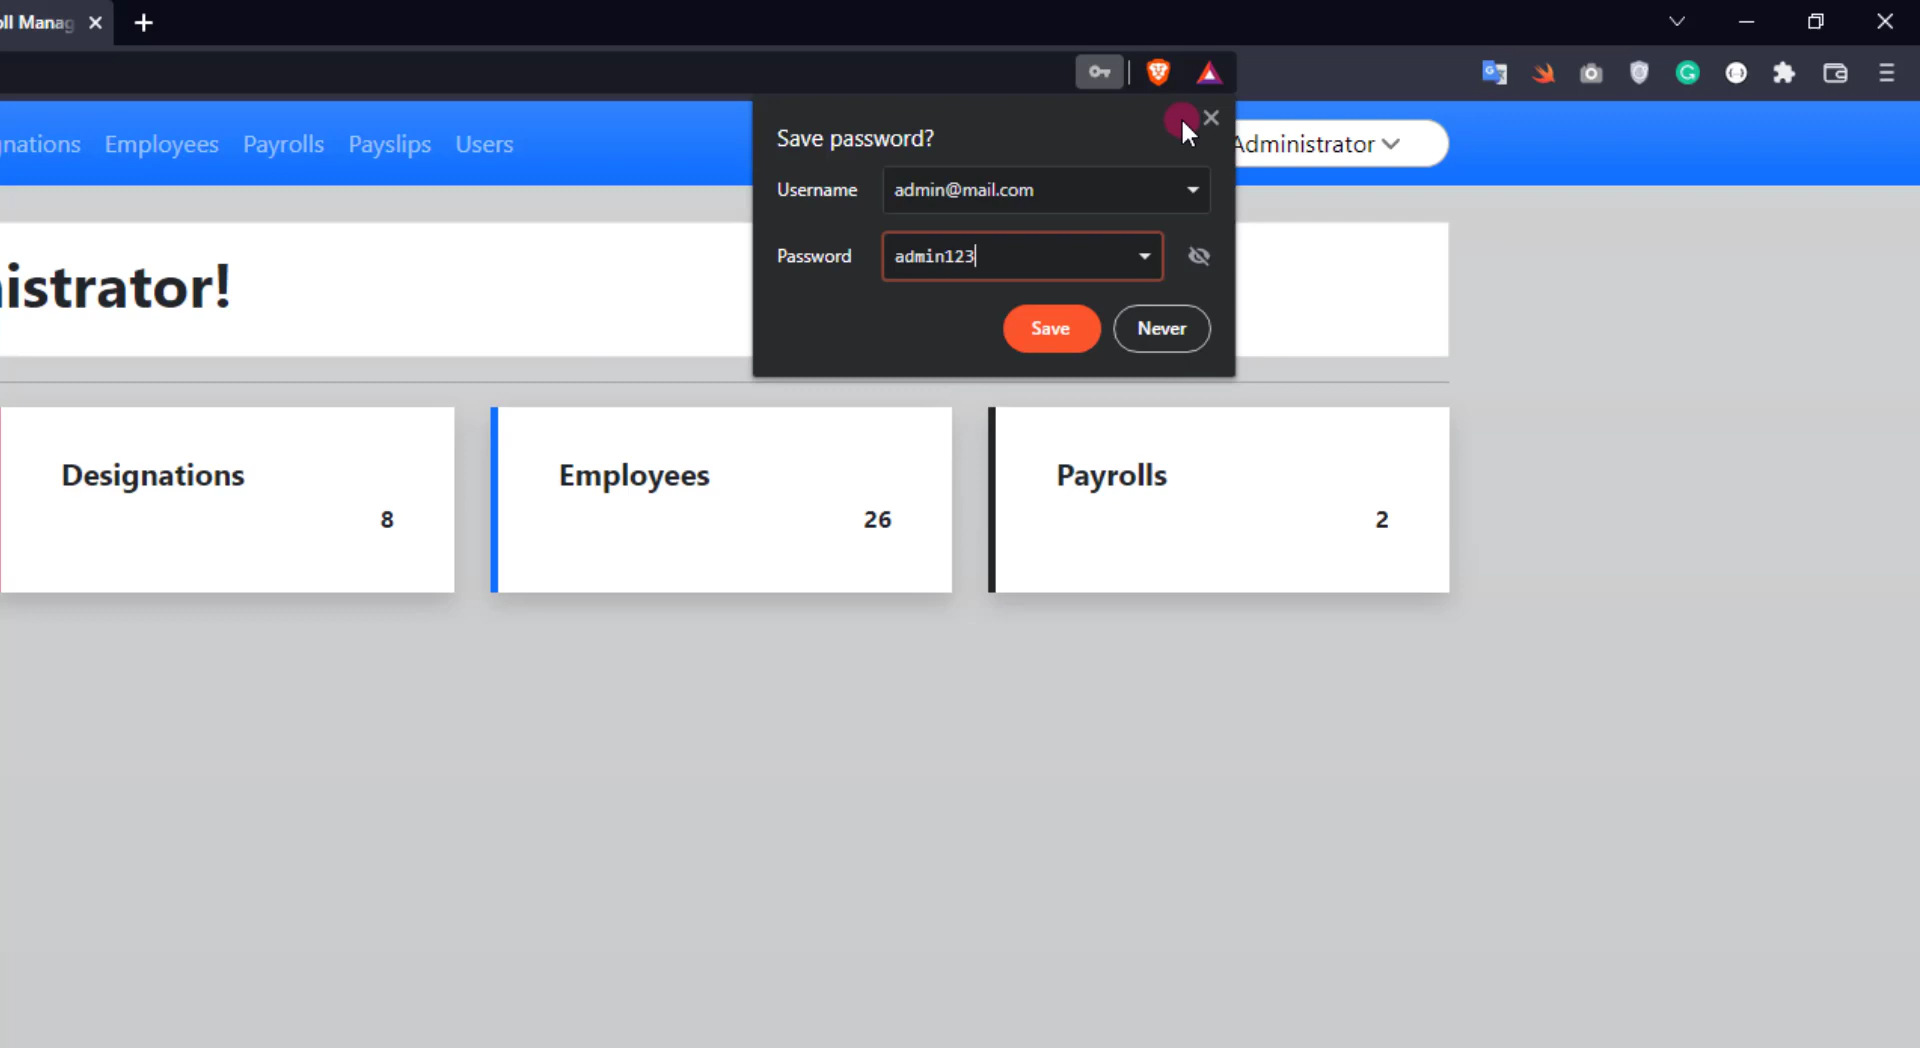 oll Manag
nations Employees Payrolls Payslips Users
Administrator
Save password?
Username admin@mail.com
Password admin123
Save Never
istrator!
Designations
8
Employees
26
Payrolls
2